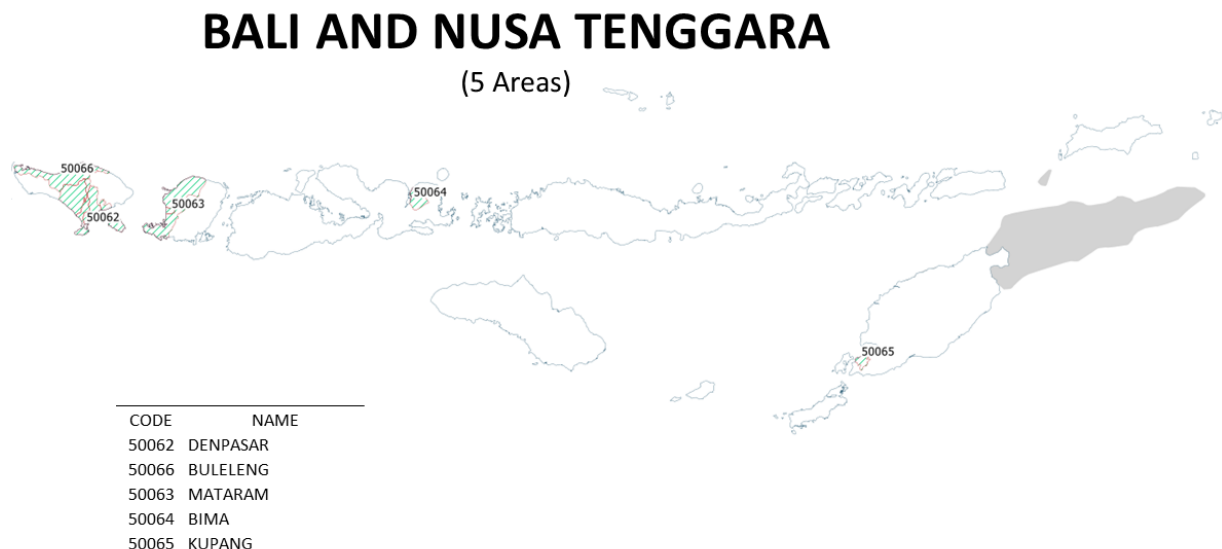 BALI AND NUSA TENGGARA
(5 Areas)
50066
50062
50063
50064
50065
CODE NAME
50062 DENPASAR
50066 BULELENG
50063 MATARAM
50064 BIMA
50065 KUPANG